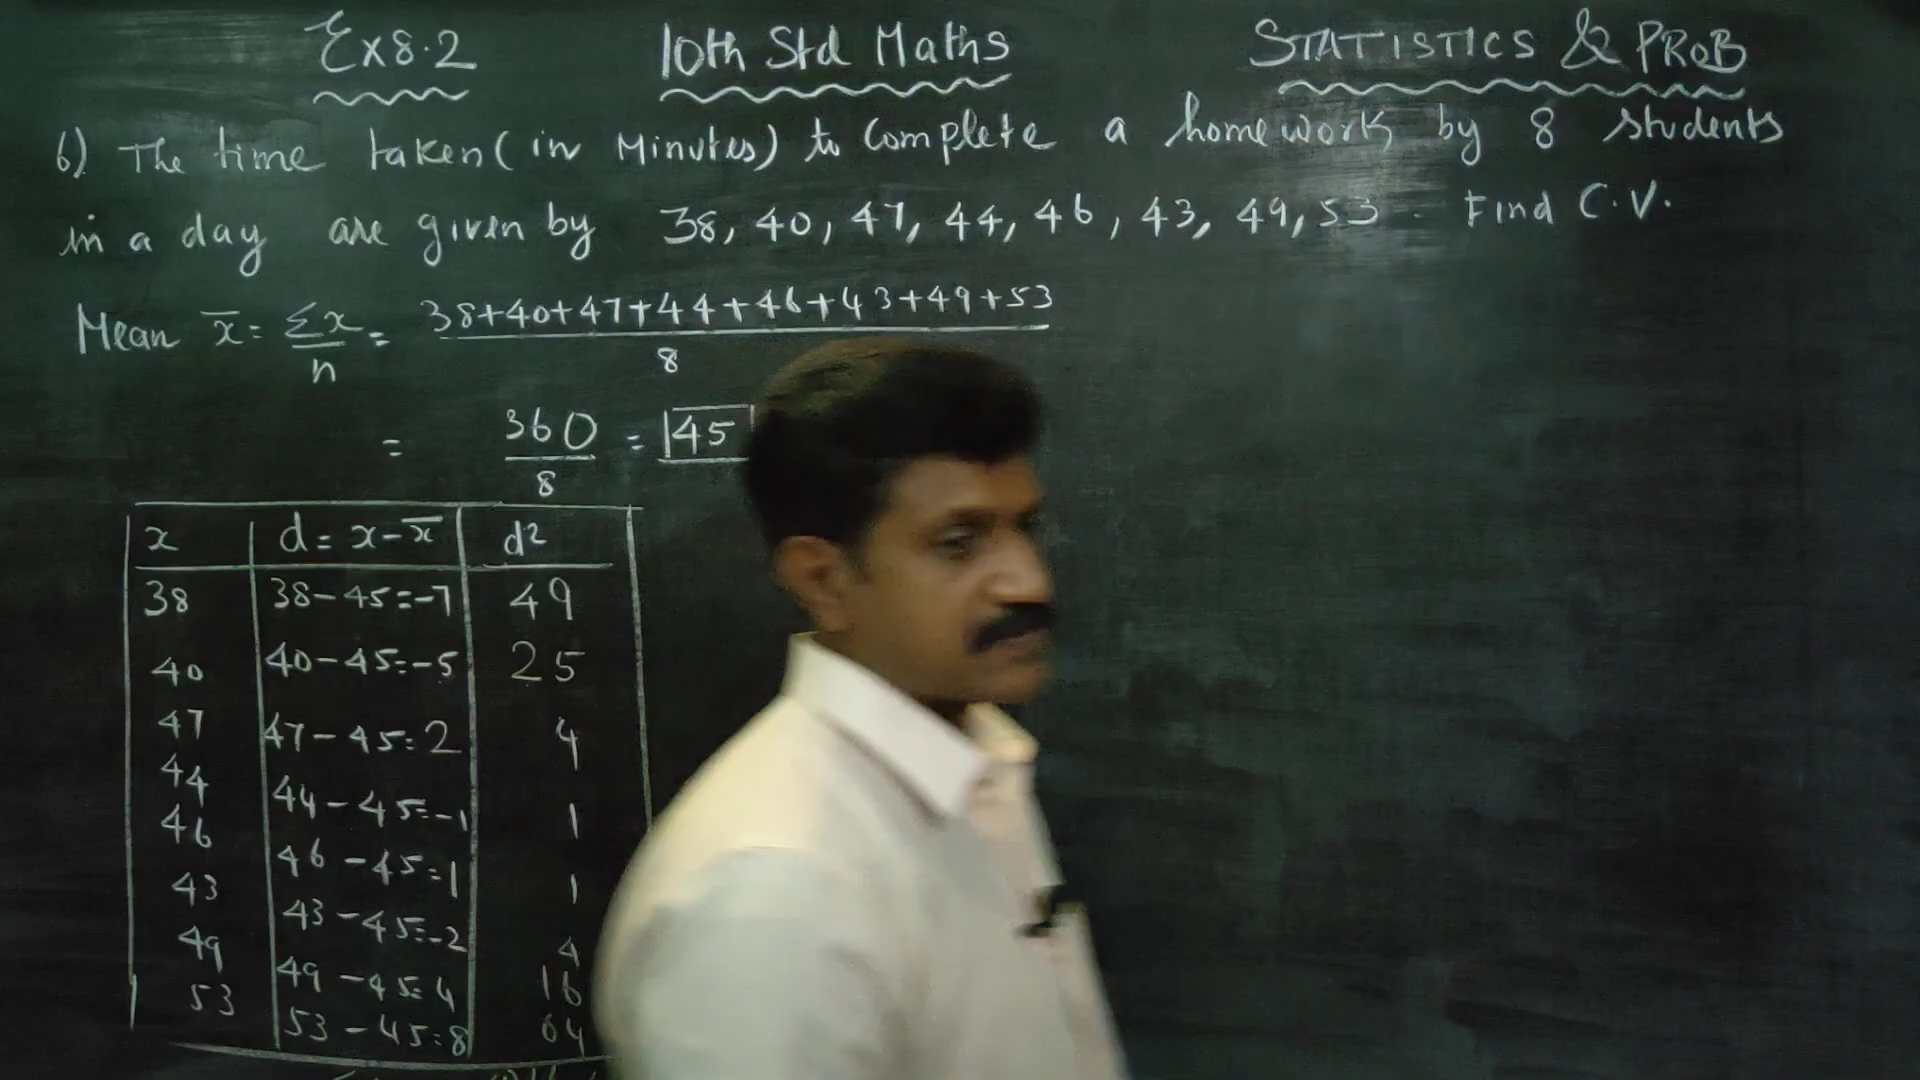 Ex 8.2 10th Std Maths STATISTICS & PROB
6) The time taken (in Minutes) to Complete a homework by 8 students
in a day are given by 38, 40, 47, 44, 46, 43, 49, 53. Find C.V.
Mean x̄ = Σx/n = 38+40+47+44+46+43+49+53 / 8
= 360/8 = 45
x d = x - x̄ d²
38 38 - 45 = -7 49
40 40 - 45 = -5 25
47 47 - 45 = 2 4
44 44 - 45 = -1 1
46 46 - 45 = 1 1
43 43 - 45 = -2 4
49 49 - 45 = 4 16
53 53 - 45 = 8 64